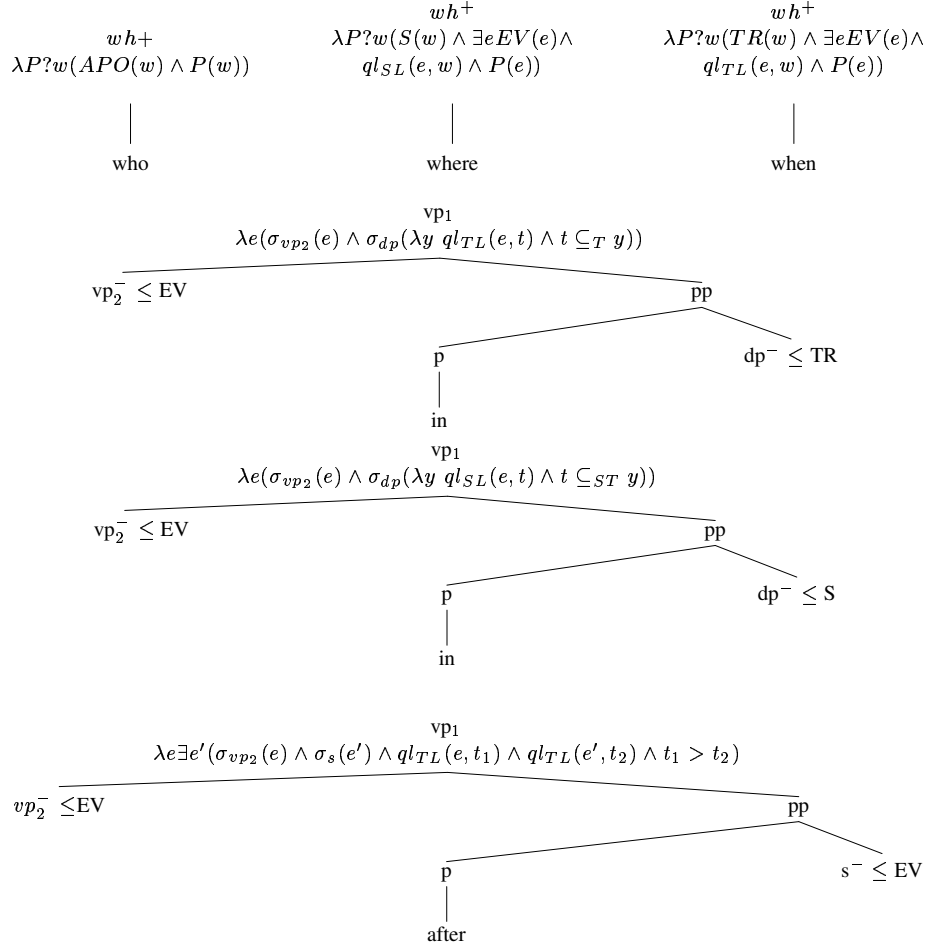 wh+
λP?w(APO(w) ∧ P(w))
who
wh⁺
λP?w(S(w) ∧ ∃eEV(e)∧
ql_SL(e, w) ∧ P(e))
where
wh⁺
λP?w(TR(w) ∧ ∃eEV(e)∧
ql_TL(e, w) ∧ P(e))
when
vp₁
λe(σ_vp₂(e) ∧ σ_dp(λy ql_TL(e, t) ∧ t ⊆_T y))
vp₂⁻ ≤ EV
pp
p
dp⁻ ≤ TR
in
vp₁
λe(σ_vp₂(e) ∧ σ_dp(λy ql_SL(e, t) ∧ t ⊆_ST y))
vp₂⁻ ≤ EV
pp
p
dp⁻ ≤ S
in
vp₁
λe∃e′(σ_vp₂(e) ∧ σ_s(e′) ∧ ql_TL(e, t₁) ∧ ql_TL(e′, t₂) ∧ t₁ > t₂)
vp₂⁻ ≤EV
pp
p
s⁻ ≤ EV
after